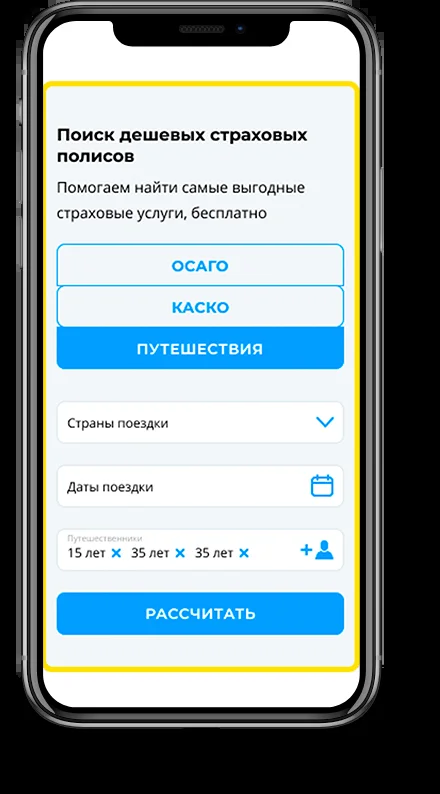 Поиск дешевых страховых
полисов
Помогаем найти самые выгодные
страховые услуги, бесплатно
ОСАГО
КАСКО
ПУТЕШЕСТВИЯ
Страны поездки
Даты поездки
Путешественники
15 лет × 35 лет × 35 лет ×
РАССЧИТАТЬ